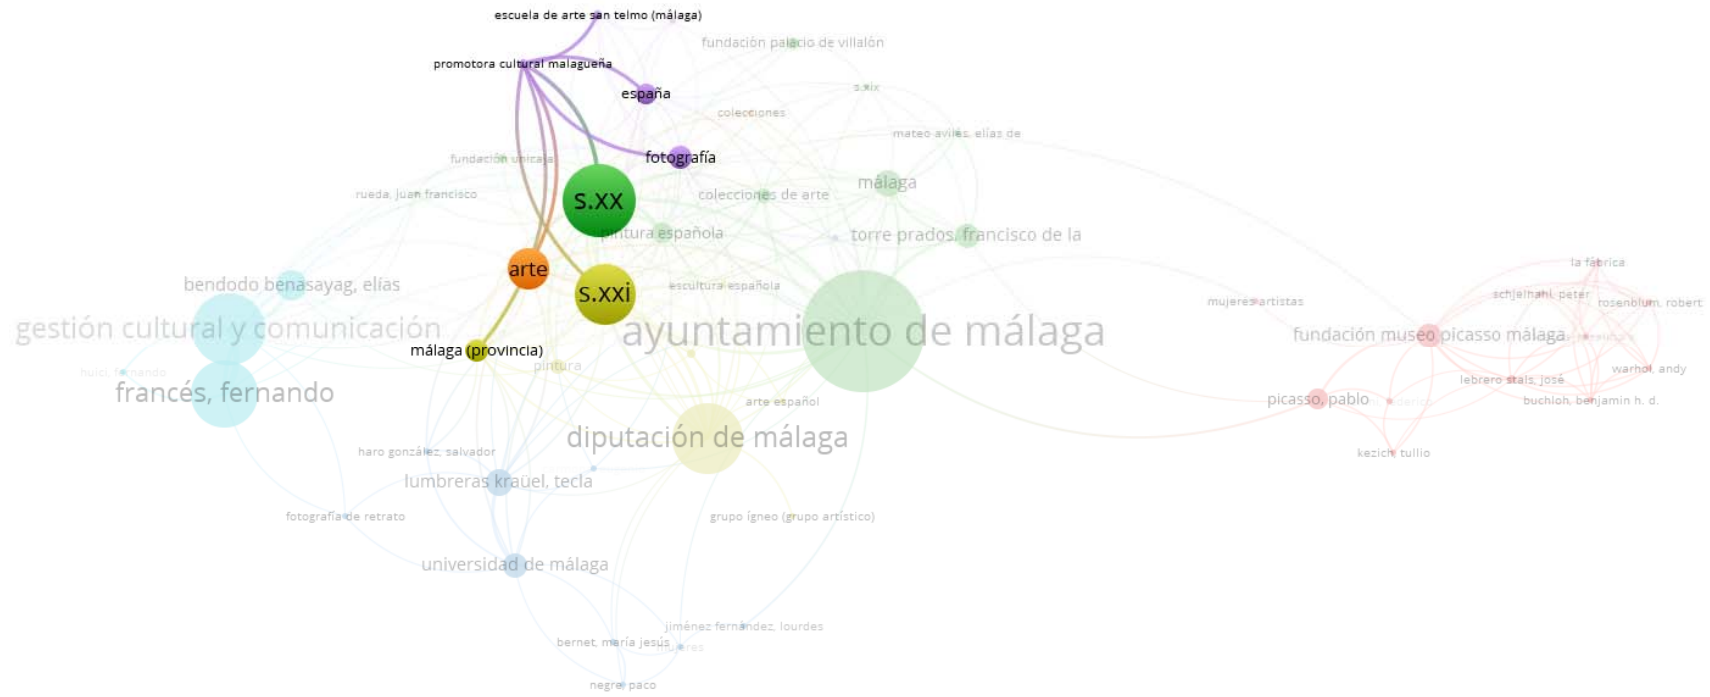 escuela de arte san telmo (málaga)
fundación palacio de villalón
promotora cultural malagueña
españa
s.xix
colecciones
mateo avilés, elías de
fundación unicaja
fotografía
málaga
rueda, juan francisco
colecciones de arte
s.xx
pintura española
torre prados, francisco de la
la fábrica
arte
bendodo benasayag, elías
escultura española
s.xxi
schjelhahl, peter
mujeres artistas
rosenblum, robert
gestión cultural y comunicación
ayuntamiento de málaga
fundación museo picasso málaga
málaga (provincia)
pintura
huici, fernando
warhol, andy
lebrero stals, josé
francés, fernando
arte español
picasso, pablo
buchloh, benjamin h. d.
diputación de málaga
haro gonzález, salvador
kezich, tullio
lumbreras kraüel, tecla
fotografía de retrato
grupo ígneo (grupo artístico)
universidad de málaga
jiménez fernández, lourdes
bernet, maría jesús
mujeres
negre, paco